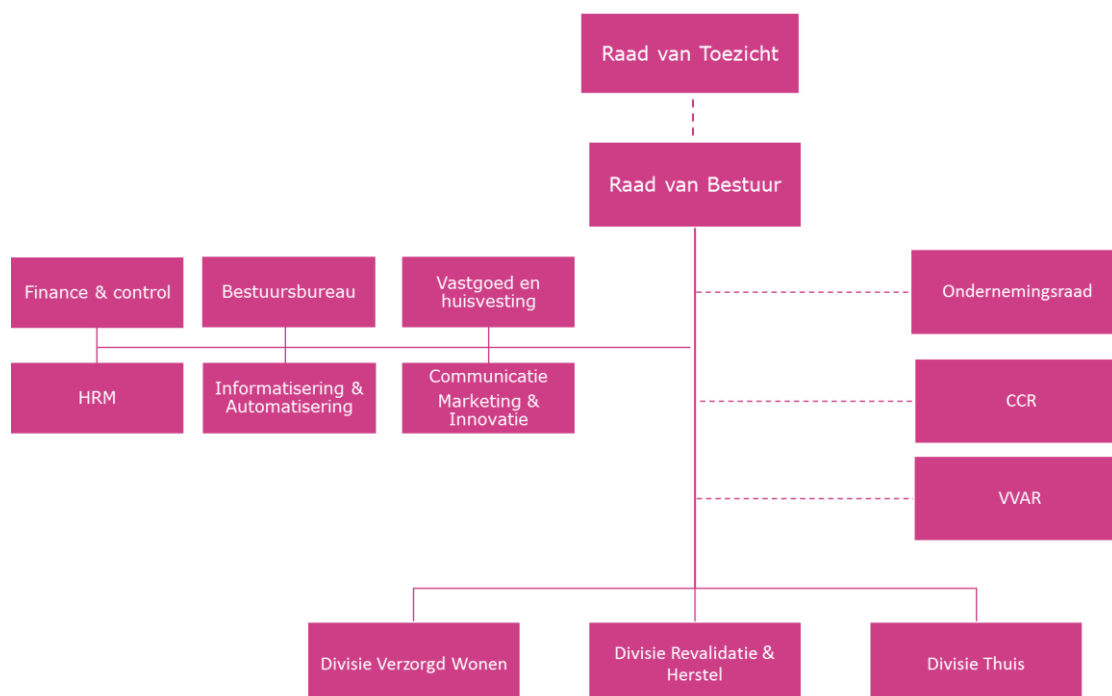 Raad van Toezicht
Raad van Bestuur
Finance & control
Bestuursbureau
Vastgoed en
huisvesting
Ondernemingsraad
HRM
Informatisering &
Automatisering
Communicatie
Marketing &
Innovatie
CCR
VVAR
Divisie Verzorgd Wonen
Divisie Revalidatie &
Herstel
Divisie Thuis